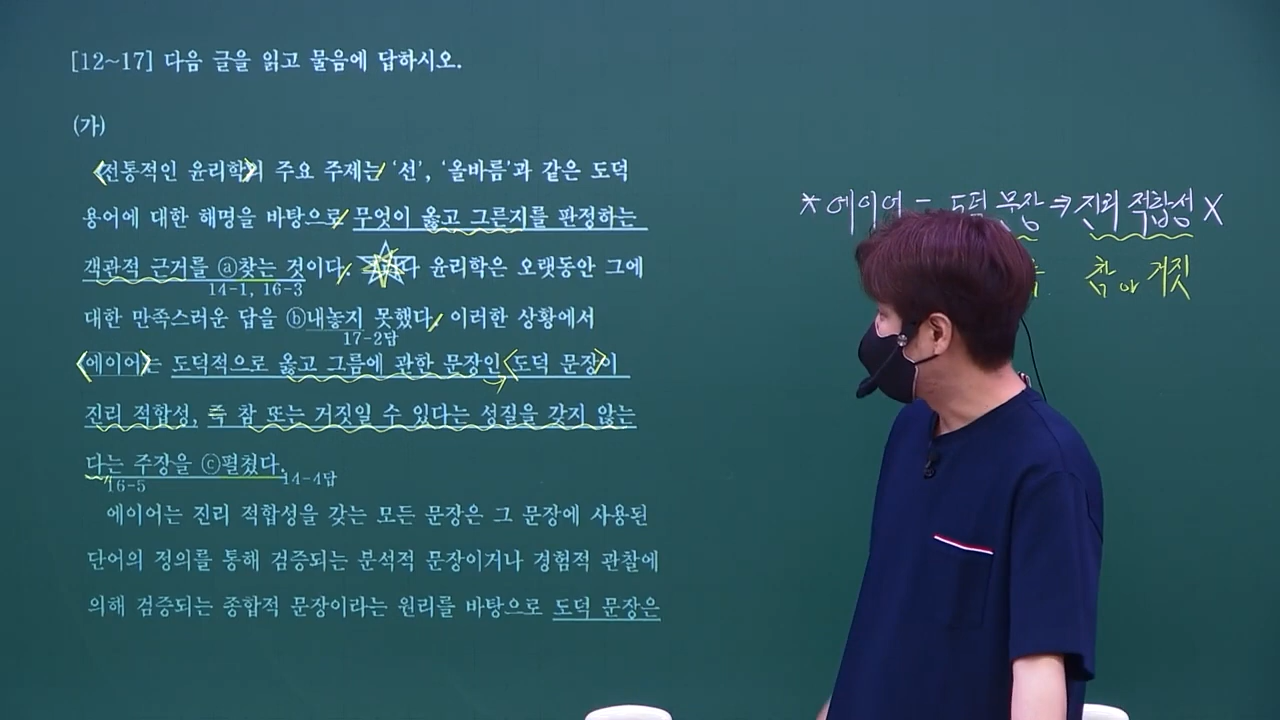 [12~17] 다음 글을 읽고 물음에 답하시오.
(가)
전통적인 윤리학의 주요 주제는 ‘선’, ‘올바름’과 같은 도덕
용어에 대한 해명을 바탕으로 무엇이 옳고 그른지를 판정하는
객관적 근거를 ⓐ찾는 것이다. 윤리학은 오랫동안 그에
14-1, 16-3
대한 만족스러운 답을 ⓑ내놓지 못했다. 이러한 상황에서
17-2답
<에이어>는 도덕적으로 옳고 그름에 관한 문장인 <도덕 문장>이
진리 적합성, 즉 참 또는 거짓일 수 있다는 성질을 갖지 않는
다는 주장을 ⓒ펼쳤다.
16-5 14-4답
에이어는 진리 적합성을 갖는 모든 문장은 그 문장에 사용된
단어의 정의를 통해 검증되는 분석적 문장이거나 경험적 관찰에
의해 검증되는 종합적 문장이라는 원리를 바탕으로 도덕 문장은
* 에이어 - 도덕 문장 ⇒ 진리 적합성 X
참 or 거짓